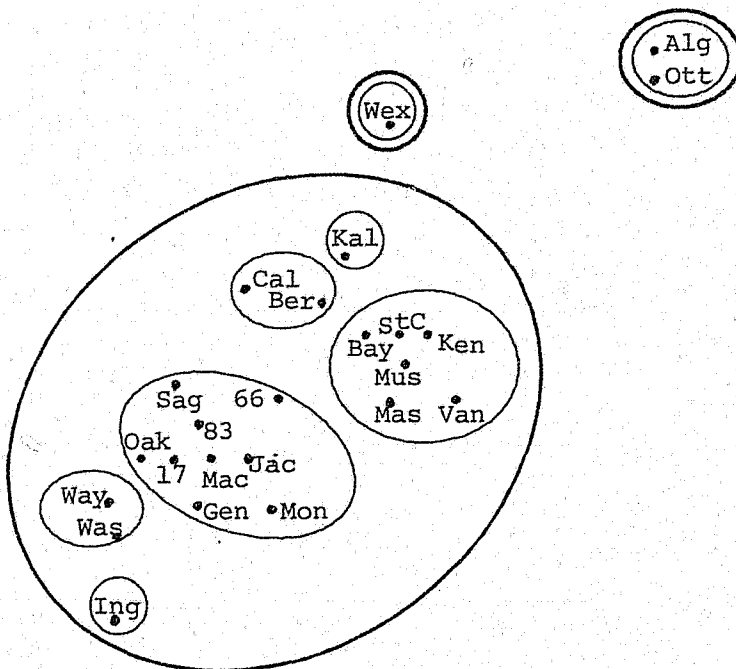 Alg
Ott
Wex
Kal
Cal
Ber
StC
Bay
Ken
Mus
Mas
Van
Sag
66
83
Oak
17
Mac
Jac
Gen
Mon
Way
Was
Ing